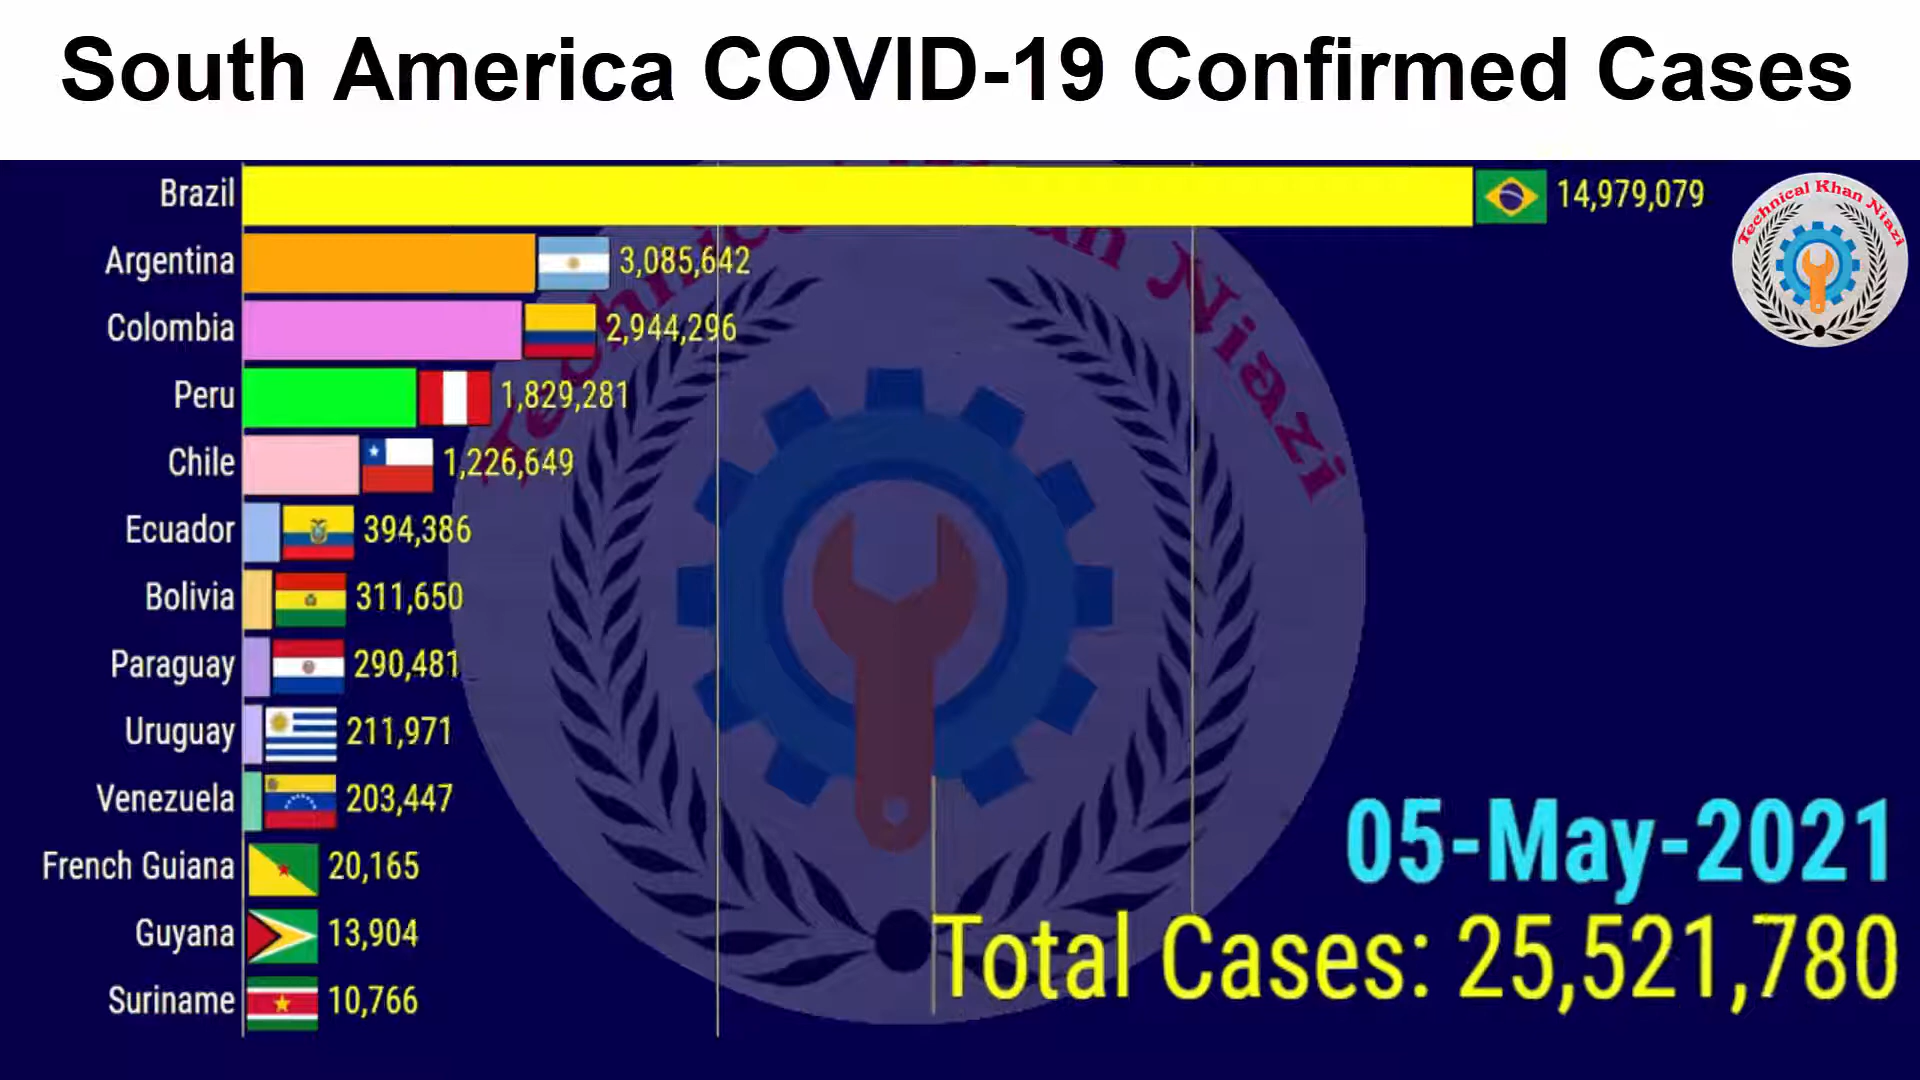 South America COVID-19 Confirmed Cases
Brazil 14,979,079
Technical Khan Niazi
Argentina 3,085,642
Colombia 2,944,296
Peru 1,829,281
Chile 1,226,649
Ecuador 394,386
Bolivia 311,650
Paraguay 290,481
Uruguay 211,971
Venezuela 203,447
French Guiana 20,165
Guyana 13,904
Suriname 10,766
05-May-2021
Total Cases: 25,521,780
Technical Khan Niazi